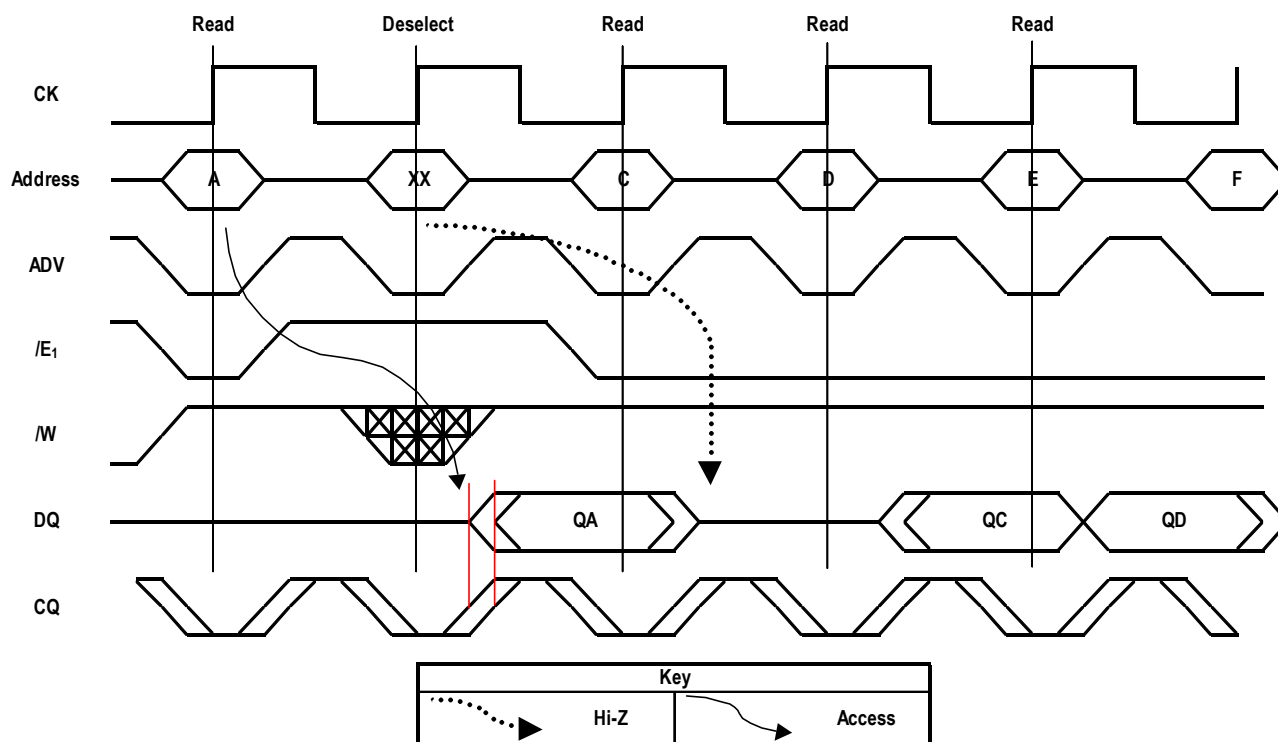 Read Deselect Read Read Read
CK
Address A XX C D E F
ADV
/E1
/W
DQ QA QC QD
CQ
Key
Hi-Z Access